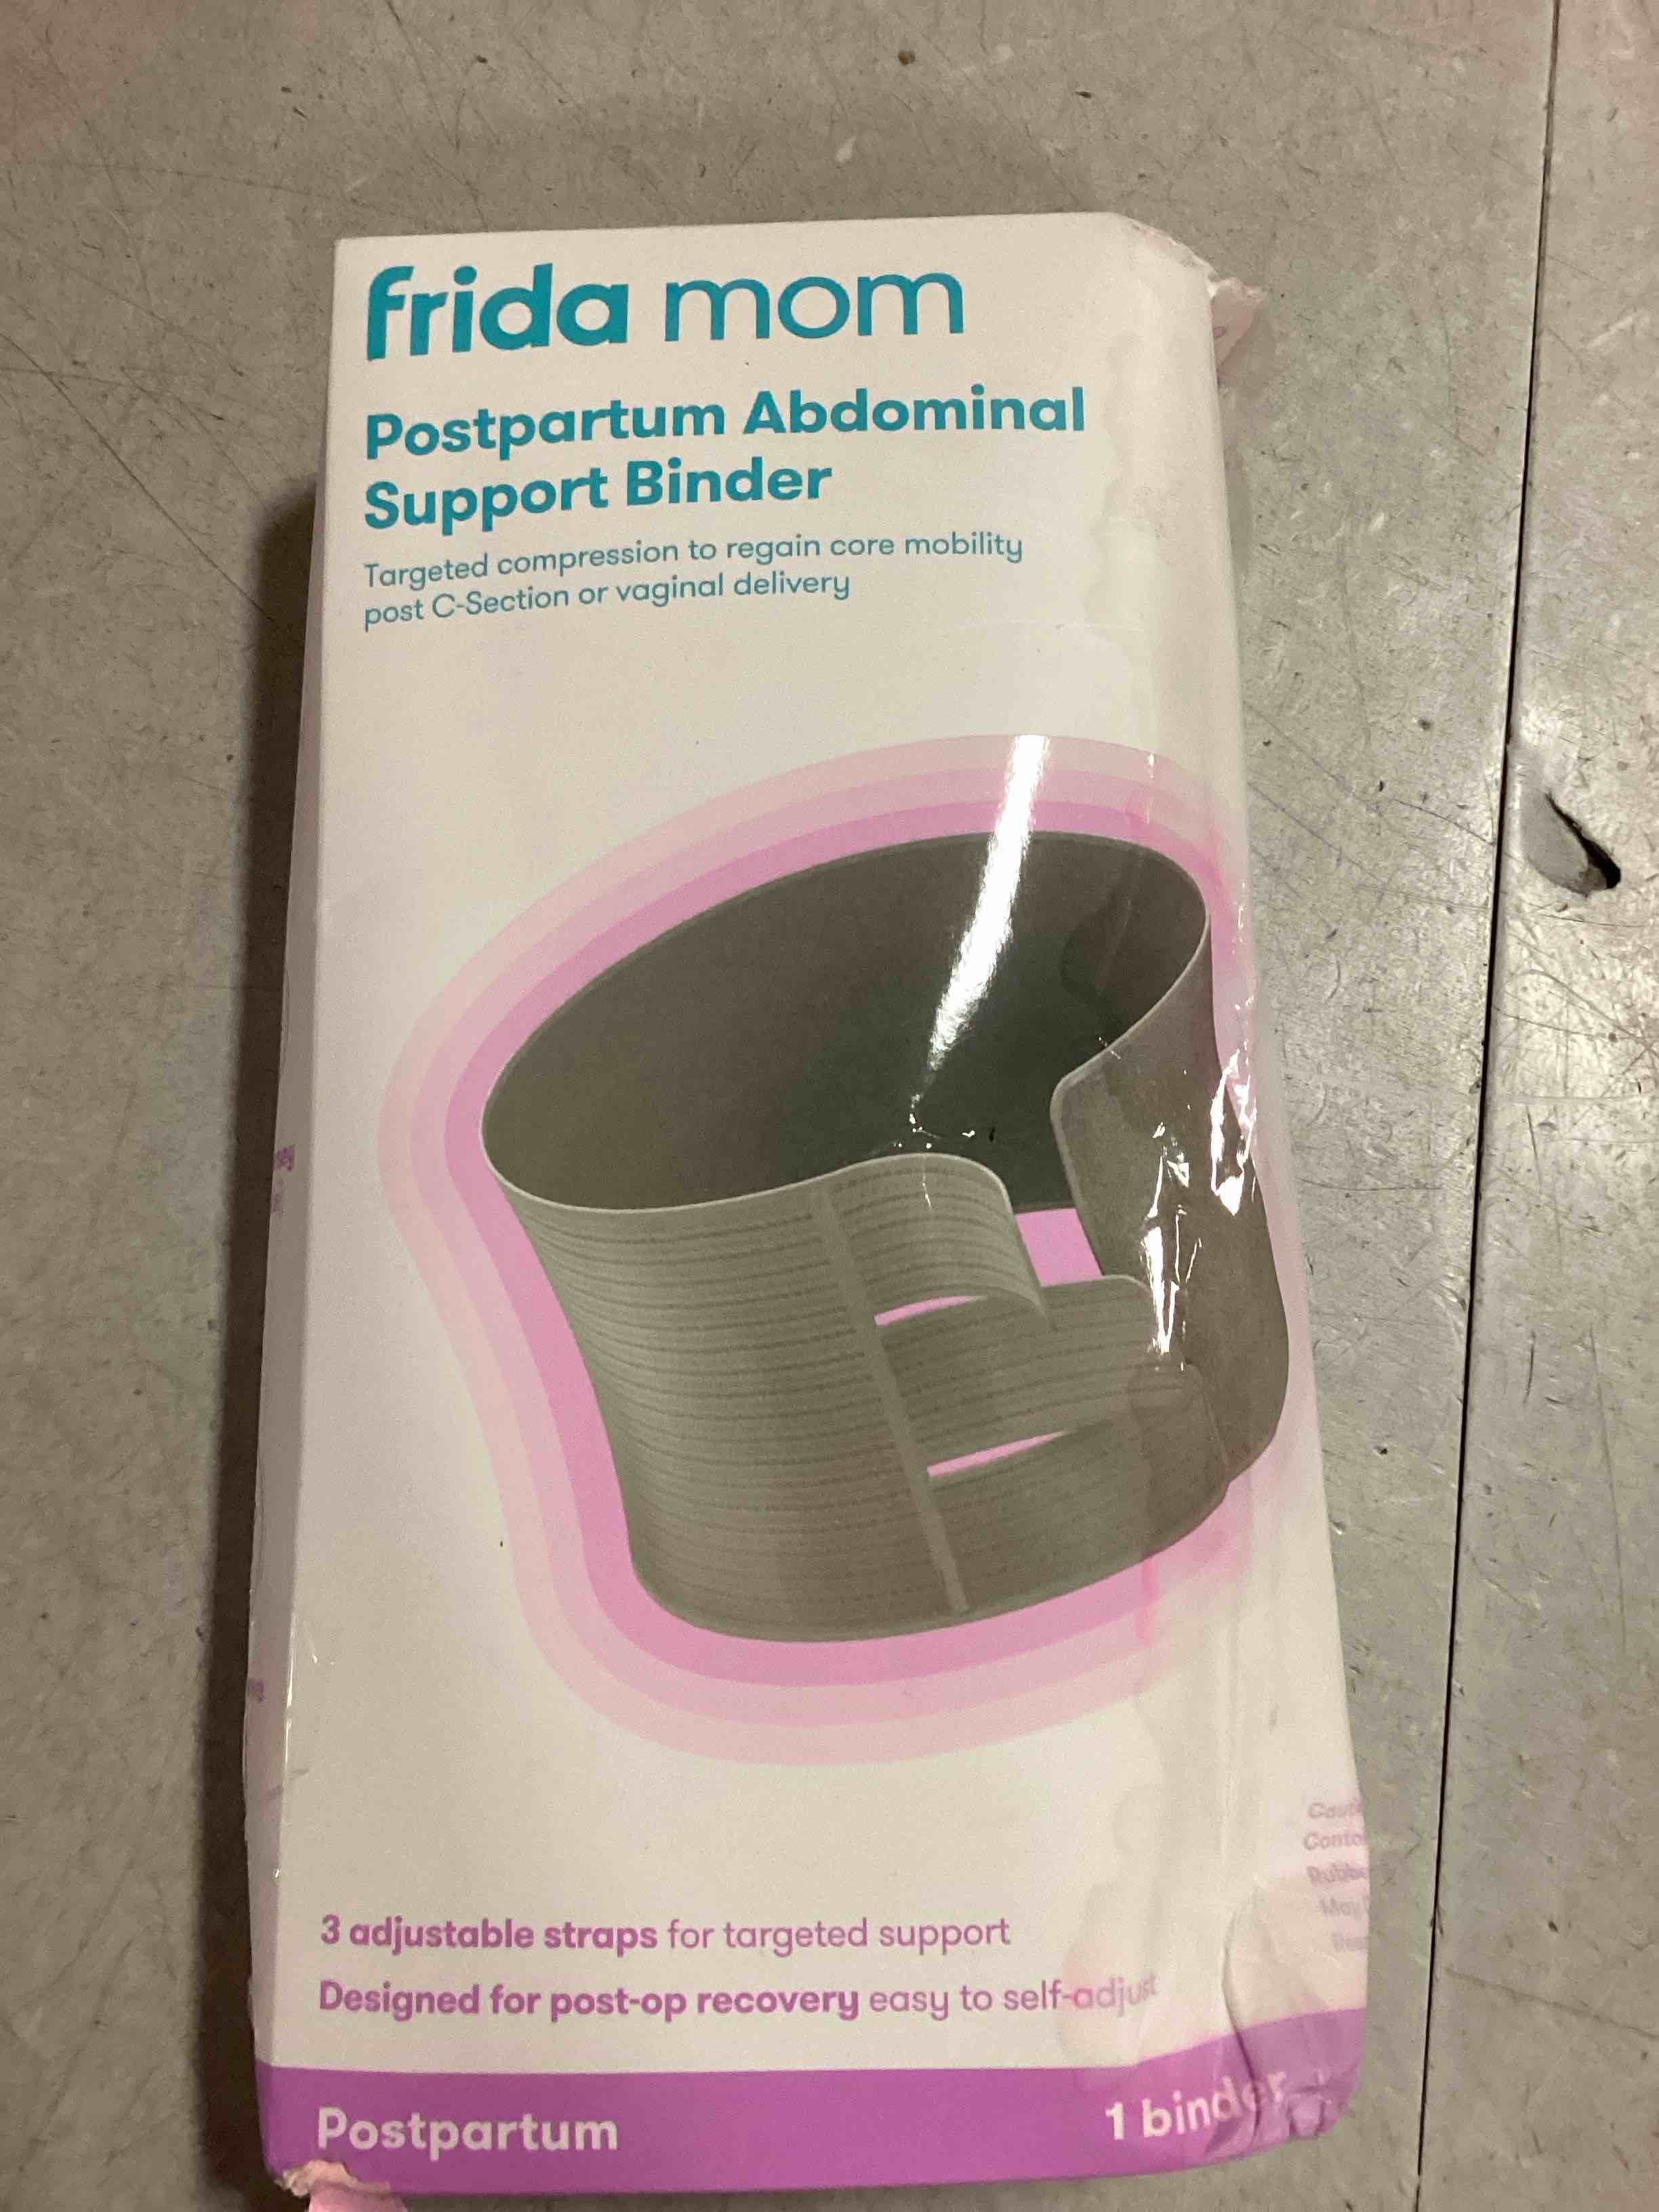 frida mom
Postpartum Abdominal
Support Binder
Targeted compression to regain core mobility
post C-Section or vaginal delivery
3 adjustable straps for targeted support
Designed for post-op recovery easy to self-adjust
Postpartum
1 binder